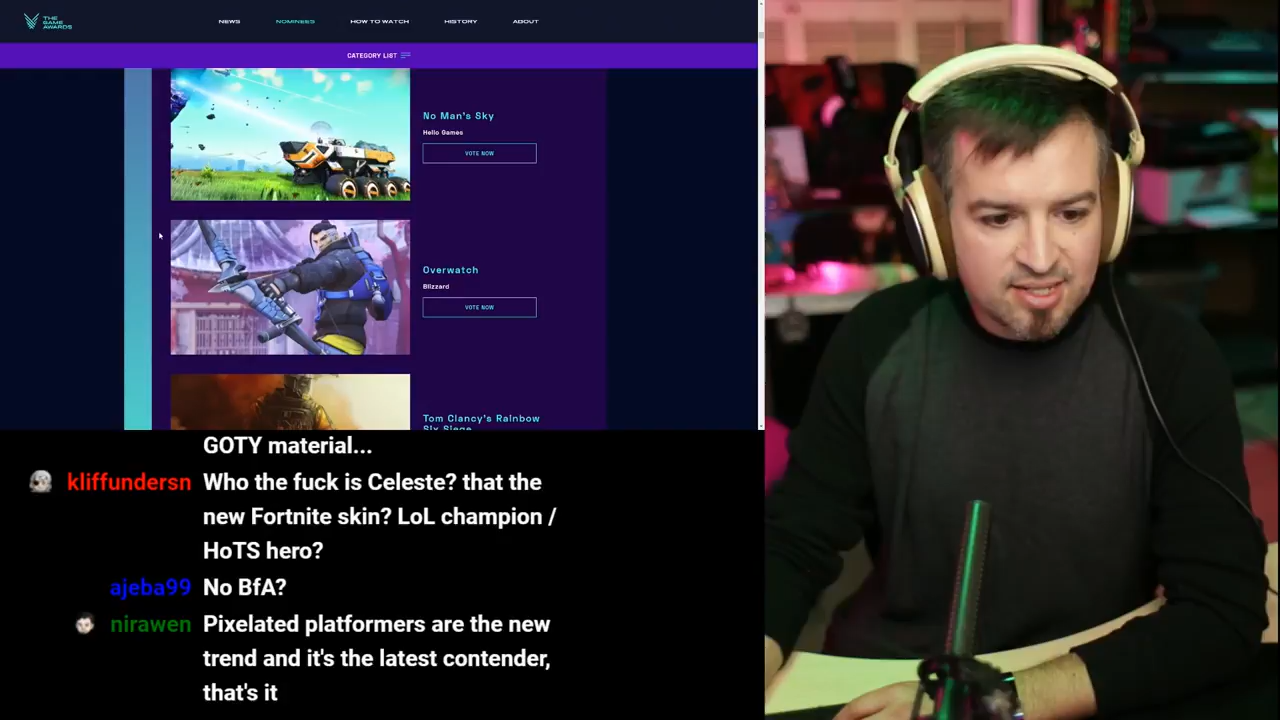 THE
GAME
AWARDS
NEWS
NOMINEES
HOW TO WATCH
HISTORY
ABOUT
CATEGORY LIST
No Man's Sky
Hello Games
VOTE NOW
Overwatch
Blizzard
VOTE NOW
Tom Clancy's Rainbow
Six Siege
GOTY material...
kliffundersn Who the fuck is Celeste? that the
new Fortnite skin? LoL champion /
HoTS hero?
ajeba99 No BfA?
nirawen Pixelated platformers are the new
trend and it's the latest contender,
that's it